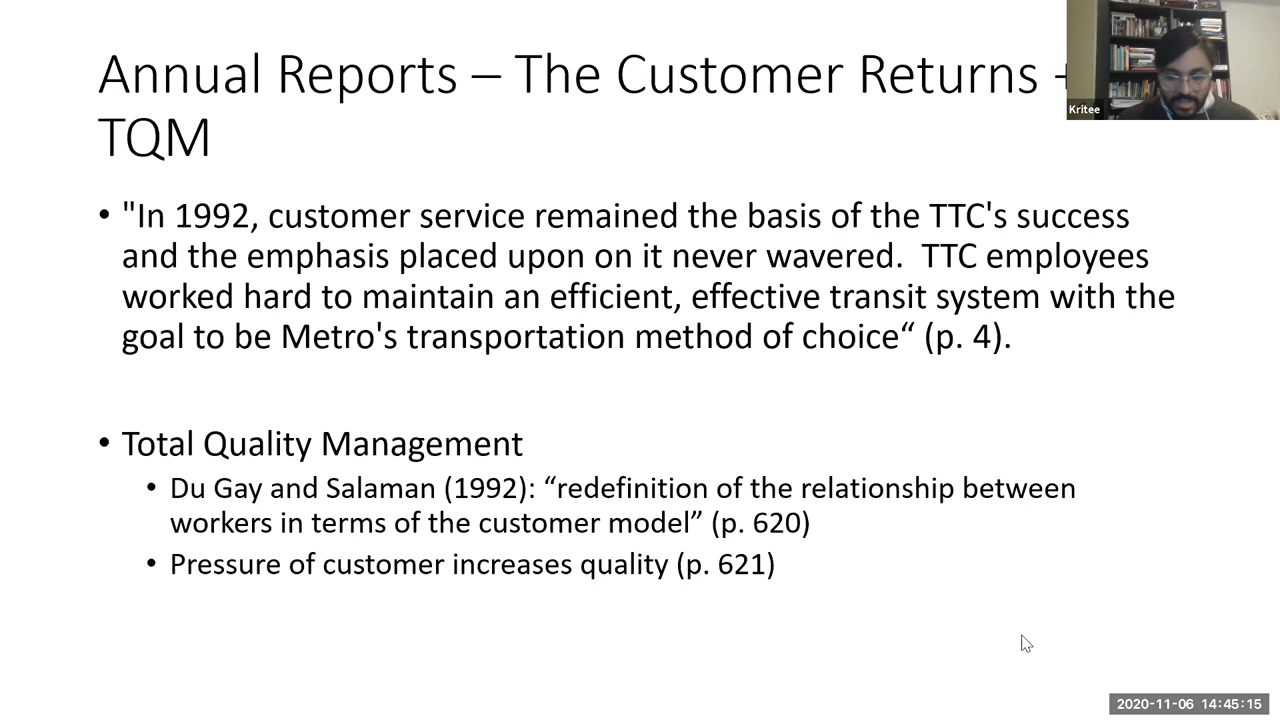 Annual Reports – The Customer Returns +
TQM
Kritee
• "In 1992, customer service remained the basis of the TTC's success
and the emphasis placed upon on it never wavered.  TTC employees
worked hard to maintain an efficient, effective transit system with the
goal to be Metro's transportation method of choice“ (p. 4).
• Total Quality Management
• Du Gay and Salaman (1992): “redefinition of the relationship between
workers in terms of the customer model” (p. 620)
• Pressure of customer increases quality (p. 621)
2020-11-06 14:45:15